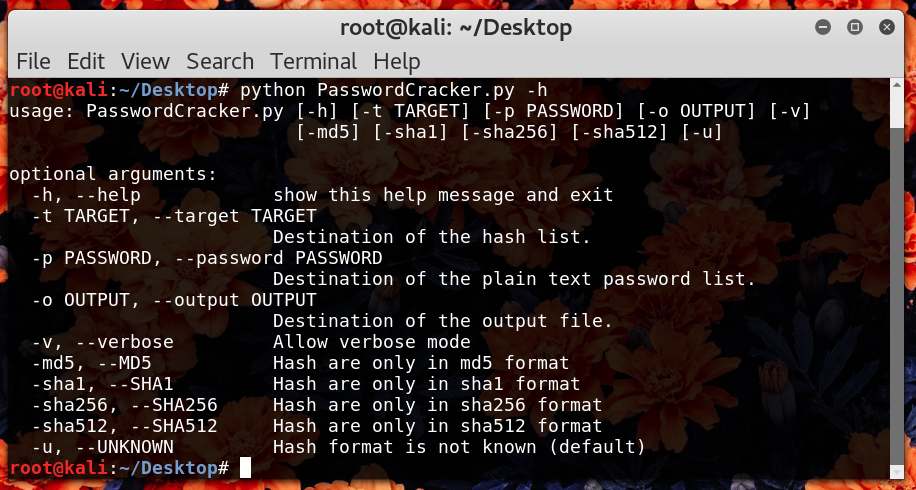 root@kali: ~/Desktop
File Edit View Search Terminal Help
root@kali:~/Desktop# python PasswordCracker.py -h
usage: PasswordCracker.py [-h] [-t TARGET] [-p PASSWORD] [-o OUTPUT] [-v]
                          [-md5] [-sha1] [-sha256] [-sha512] [-u]

optional arguments:
  -h, --help            show this help message and exit
  -t TARGET, --target TARGET
                        Destination of the hash list.
  -p PASSWORD, --password PASSWORD
                        Destination of the plain text password list.
  -o OUTPUT, --output OUTPUT
                        Destination of the output file.
  -v, --verbose         Allow verbose mode
  -md5, --MD5           Hash are only in md5 format
  -sha1, --SHA1         Hash are only in sha1 format
  -sha256, --SHA256     Hash are only in sha256 format
  -sha512, --SHA512     Hash are only in sha512 format
  -u, --UNKNOWN         Hash format is not known (default)
root@kali:~/Desktop#